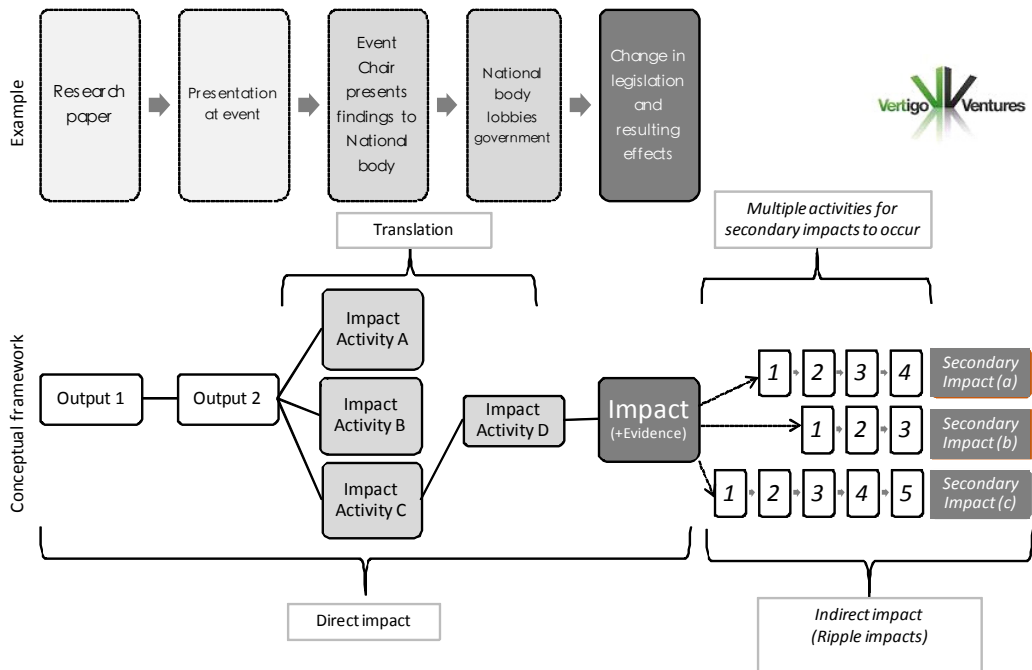 Example
Research
paper
Presentation
at event
Event
Chair
presents
findings to
National
body
National
body
lobbies
government
Change in
legislation
and
resulting
effects
Vertigo Ventures
Translation
Multiple activities for
secondary impacts to occur
Conceptual framework
Output 1
Output 2
Impact
Activity A
Impact
Activity B
Impact
Activity C
Impact
Activity D
Impact
(+Evidence)
1 2 3 4
Secondary
Impact (a)
1 2 3
Secondary
Impact (b)
1 2 3 4 5
Secondary
Impact (c)
Direct impact
Indirect impact
(Ripple impacts)